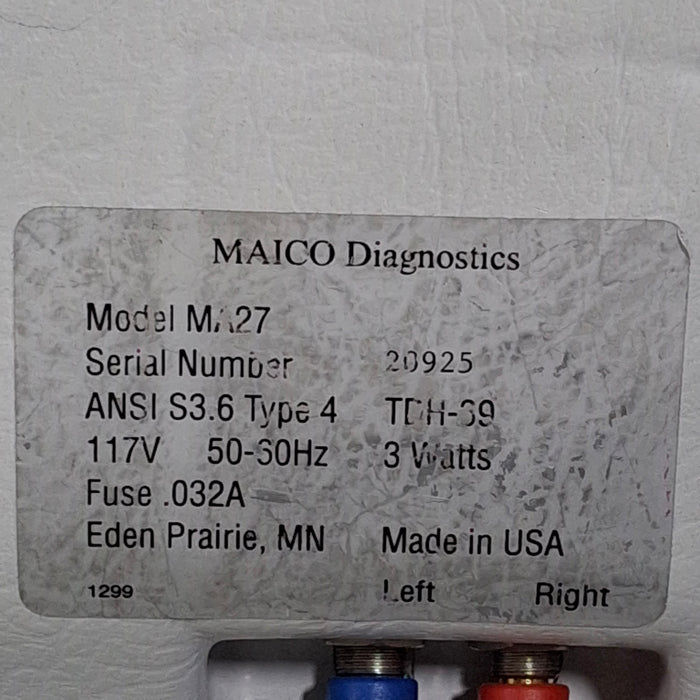 MAICO Diagnostics
Model MA27
Serial Number 20925
ANSI S3.6 Type 4 TDH-39
117V 50-60Hz 3 Watts
Fuse .032A
Eden Prairie, MN Made in USA
1299 Left Right